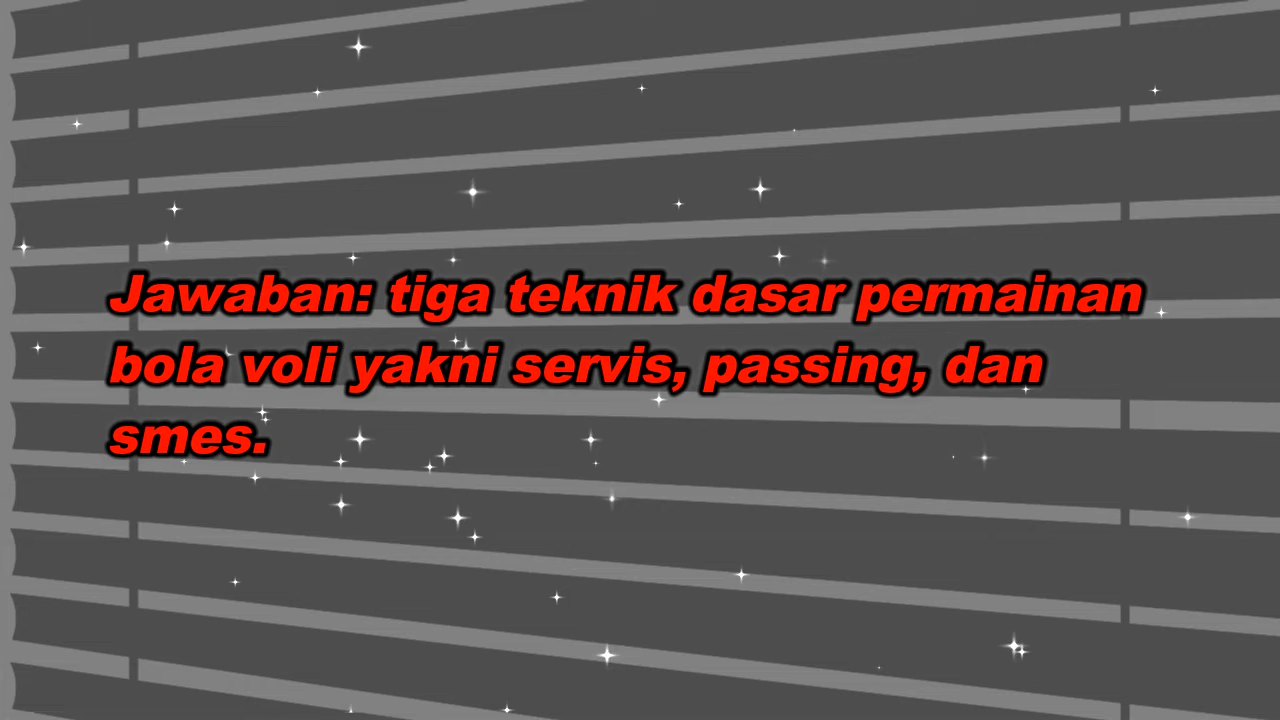 Jawaban: tiga teknik dasar permainan
bola voli yakni servis, passing, dan
smes.